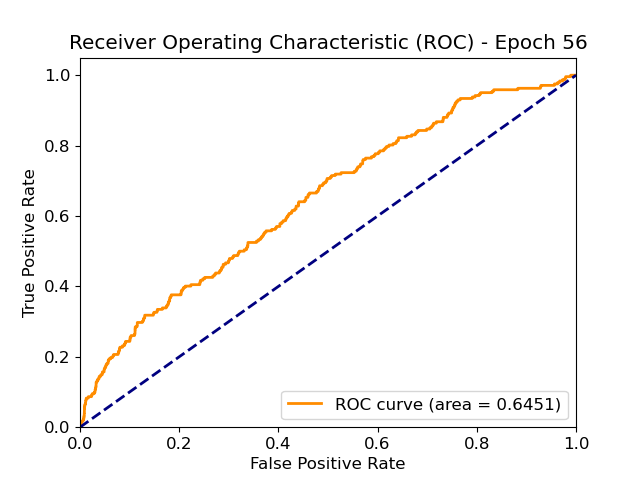 Receiver Operating Characteristic (ROC) - Epoch 56
True Positive Rate
1.0
0.8
0.6
0.4
0.2
0.0
ROC curve (area = 0.6451)
0.0 0.2 0.4 0.6 0.8 1.0
False Positive Rate